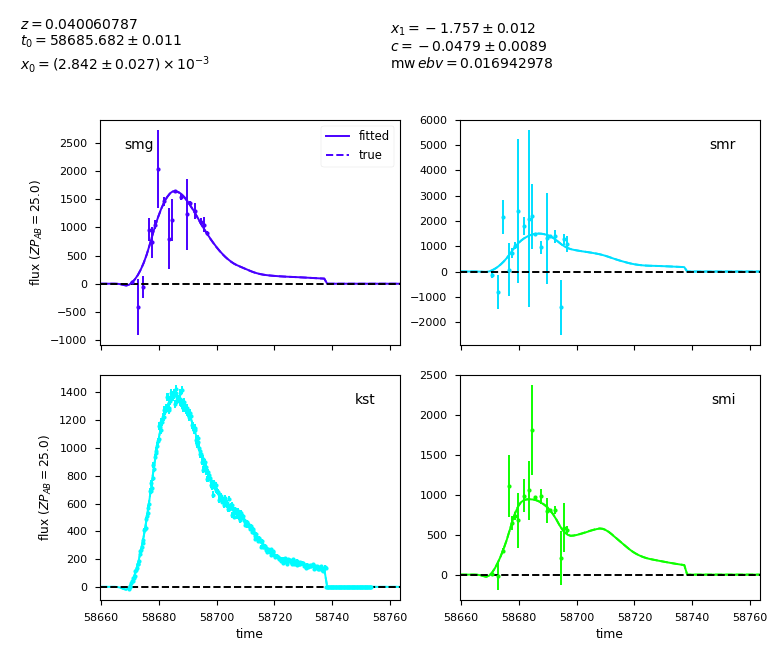 z = 0.040060787
t₀ = 58685.682 ± 0.011
x₀ = (2.842 ± 0.027) × 10⁻³
x₁ = −1.757 ± 0.012
c = −0.0479 ± 0.0089
mw ebv = 0.016942978
smg
fitted
true
2500
2000
1500
1000
500
0
−500
−1000
flux (ZP_AB = 25.0)
smr
6000
5000
4000
3000
2000
1000
0
−1000
−2000
kst
1400
1200
1000
800
600
400
200
0
flux (ZP_AB = 25.0)
58660 58680 58700 58720 58740 58760
time
smi
2500
2000
1500
1000
500
0
58660 58680 58700 58720 58740 58760
time